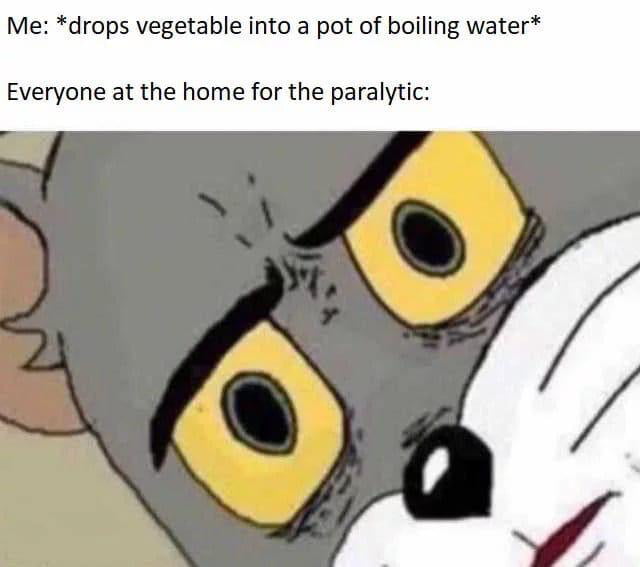 Me: *drops vegetable into a pot of boiling water*
Everyone at the home for the paralytic: